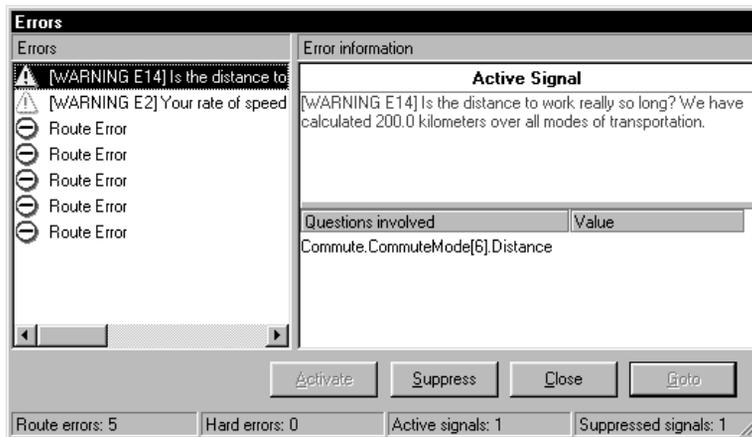 Errors
Errors
Error information
[WARNING E14] Is the distance to
[WARNING E2] Your rate of speed
Route Error
Route Error
Route Error
Route Error
Route Error
Active Signal
[WARNING E14] Is the distance to work really so long? We have
calculated 200.0 kilometers over all modes of transportation.
Questions involved
Value
Commute.CommuteMode[6].Distance
Activate
Suppress
Close
Goto
Route errors: 5
Hard errors: 0
Active signals: 1
Suppressed signals: 1